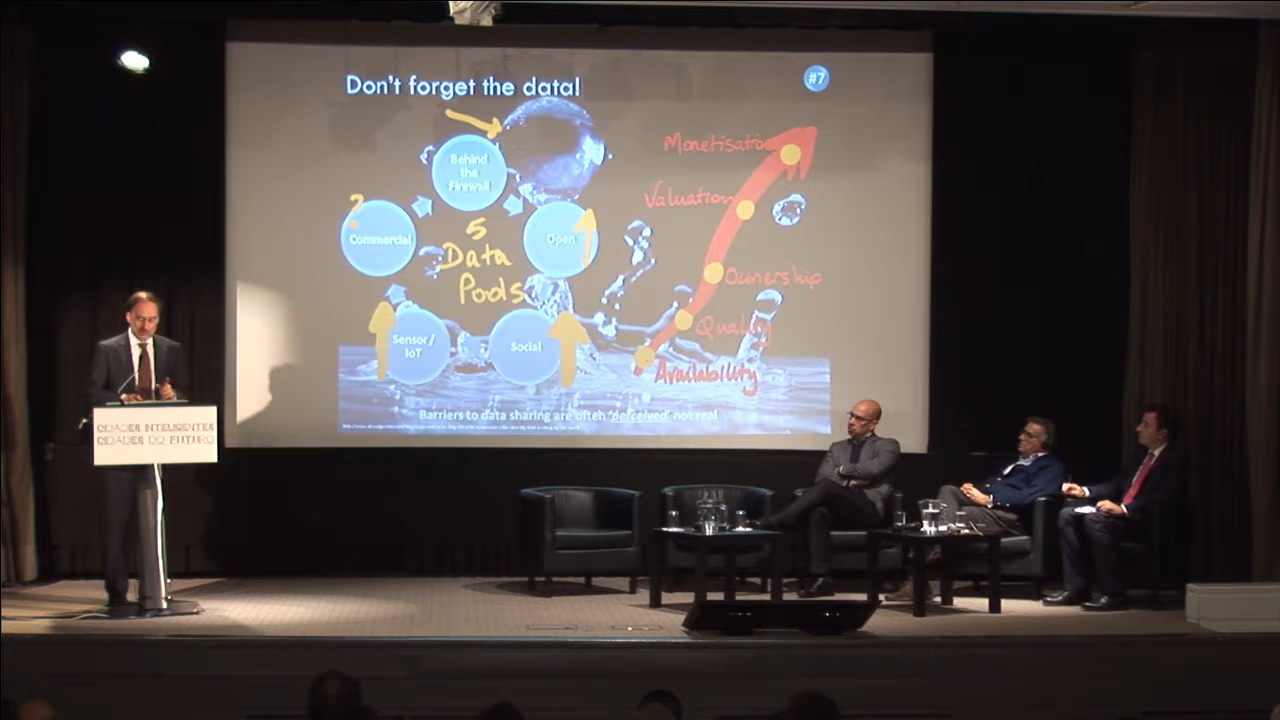 Don't forget the data!
#7
Behind
the
Firewall
?
Commercial
Open
5
Data
Pools
Sensor/
IoT
Social
Monetisation
Valuation
Ownership
Quality
Availability
Barriers to data sharing are often 'perceived' not real
CIDADES INTELIGENTES
CIDADES DO FUTURO